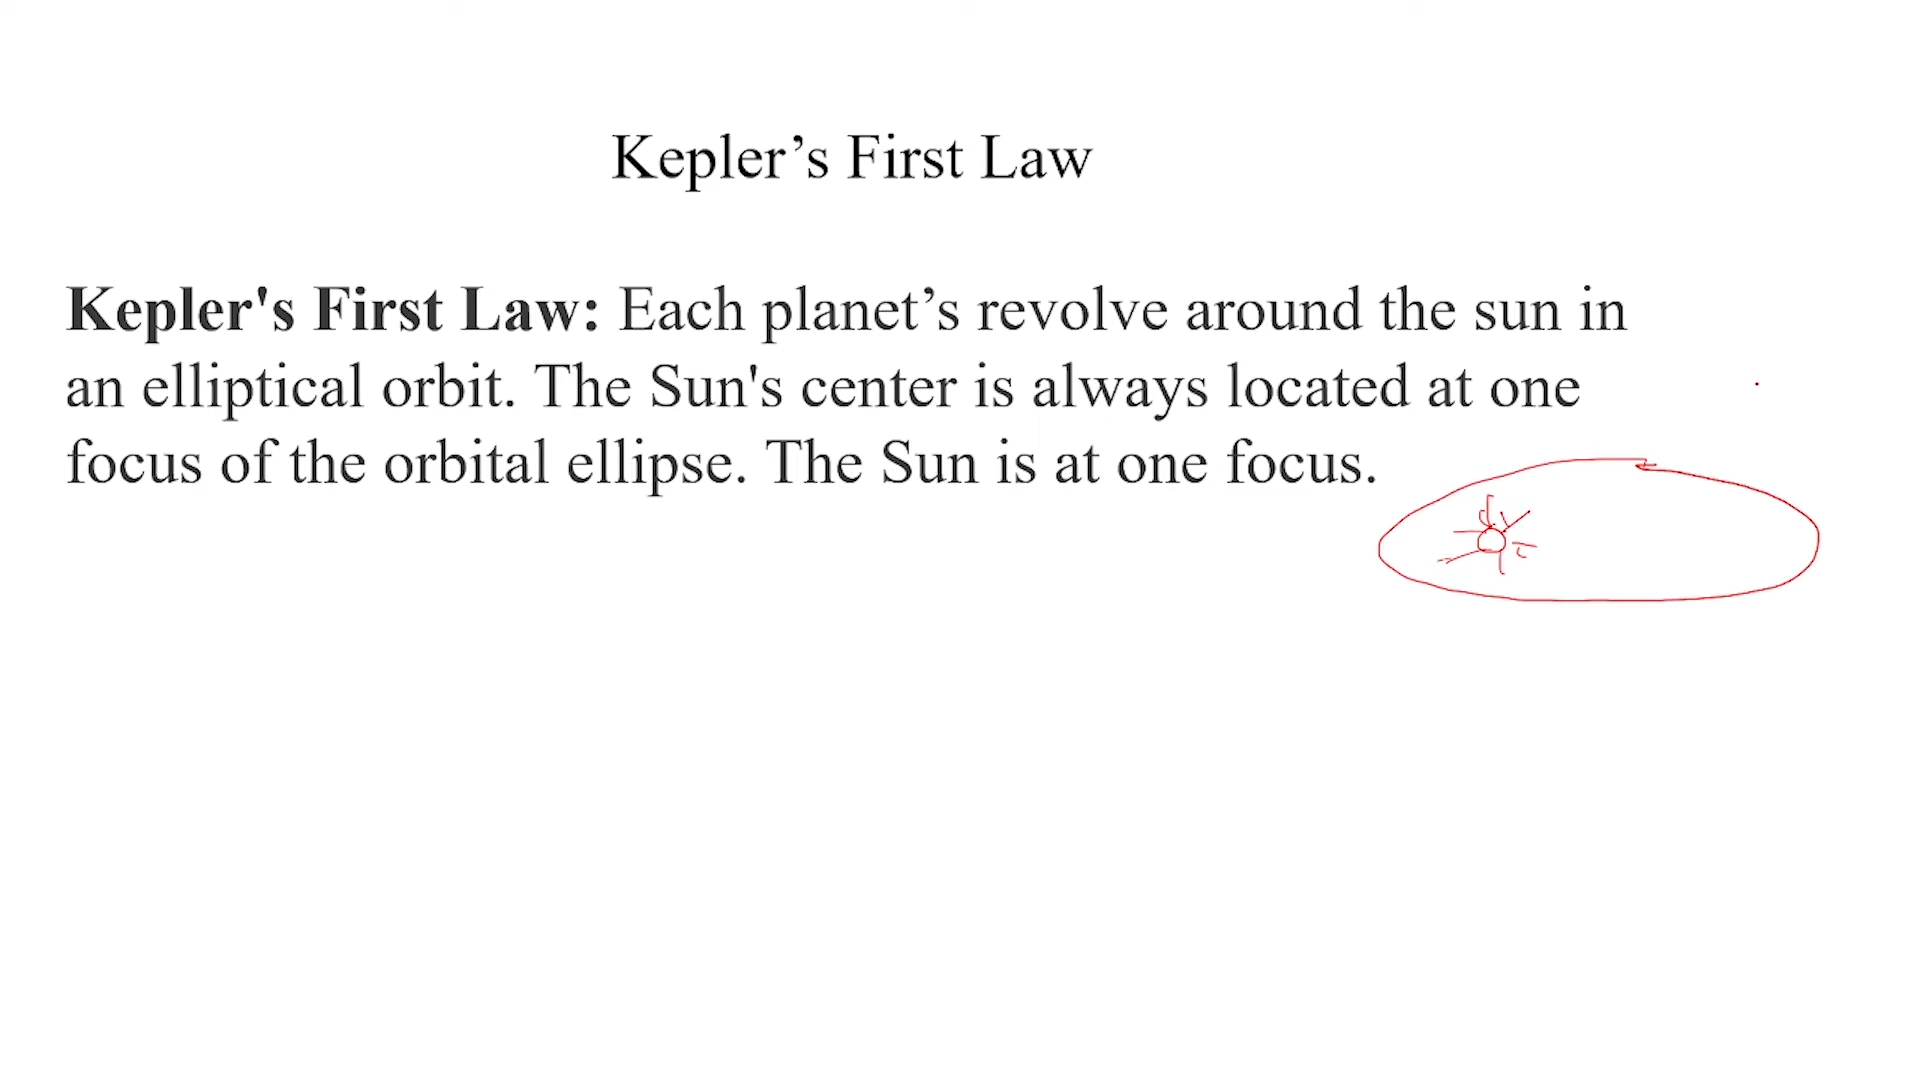 Kepler’s First Law
Kepler's First Law: Each planet’s revolve around the sun in
an elliptical orbit. The Sun's center is always located at one
focus of the orbital ellipse. The Sun is at one focus.